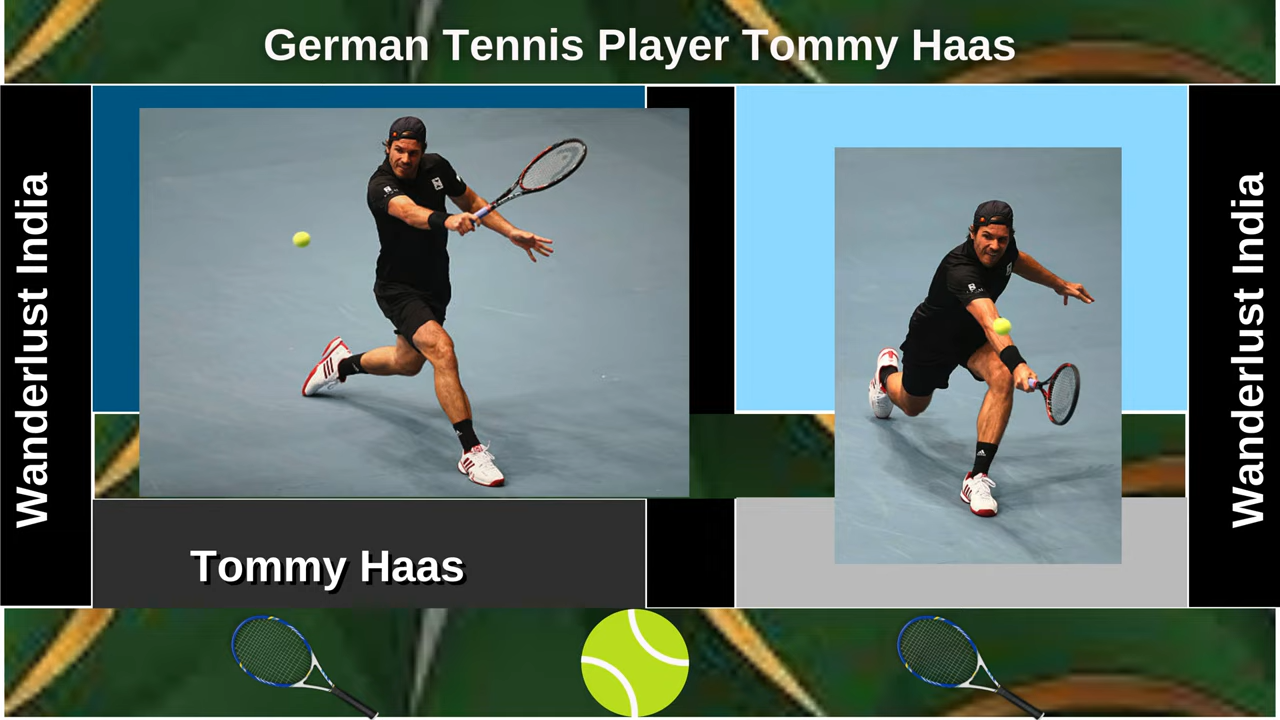 German Tennis Player Tommy Haas
Wanderlust India
Wanderlust India
Tommy Haas